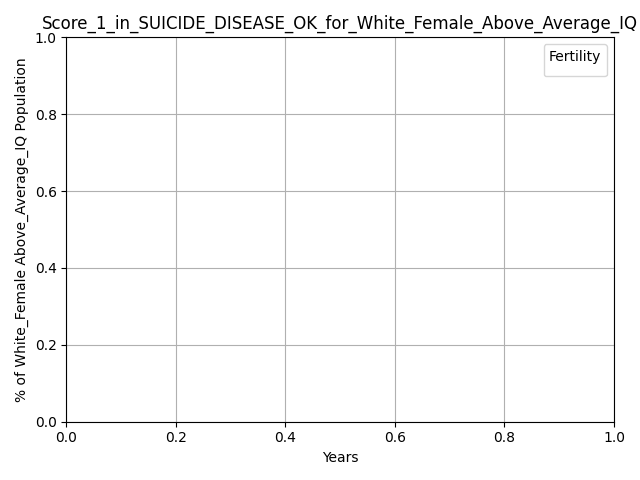 Score_1_in_SUICIDE_DISEASE_OK_for_White_Female_Above_Average_IQ
Fertility
% of White_Female Above_Average_IQ Population
1.0
0.8
0.6
0.4
0.2
0.0
0.0 0.2 0.4 0.6 0.8 1.0
Years